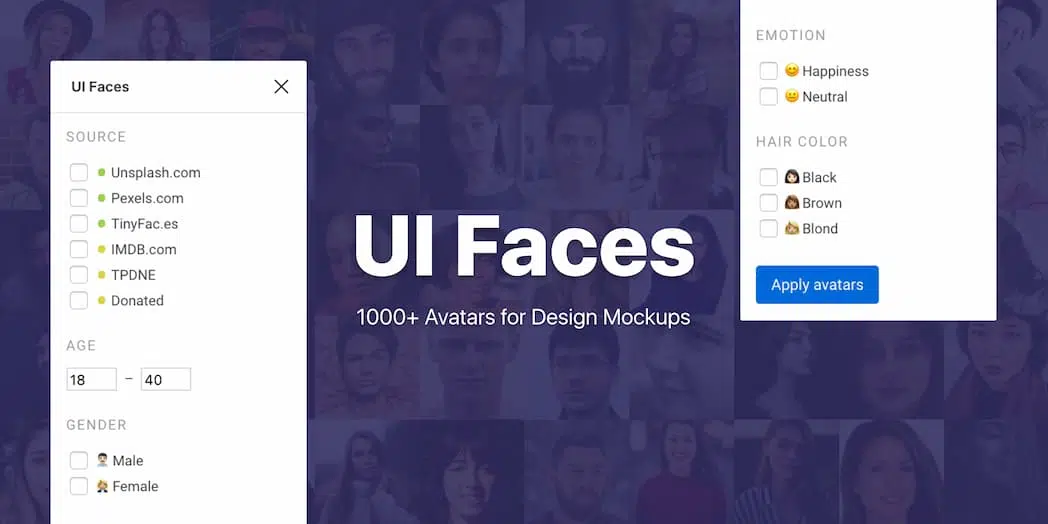 UI Faces
SOURCE
Unsplash.com
Pexels.com
TinyFac.es
IMDB.com
TPDNE
Donated
AGE
18 – 40
GENDER
Male
Female
UI Faces
1000+ Avatars for Design Mockups
EMOTION
Happiness
Neutral
HAIR COLOR
Black
Brown
Blond
Apply avatars